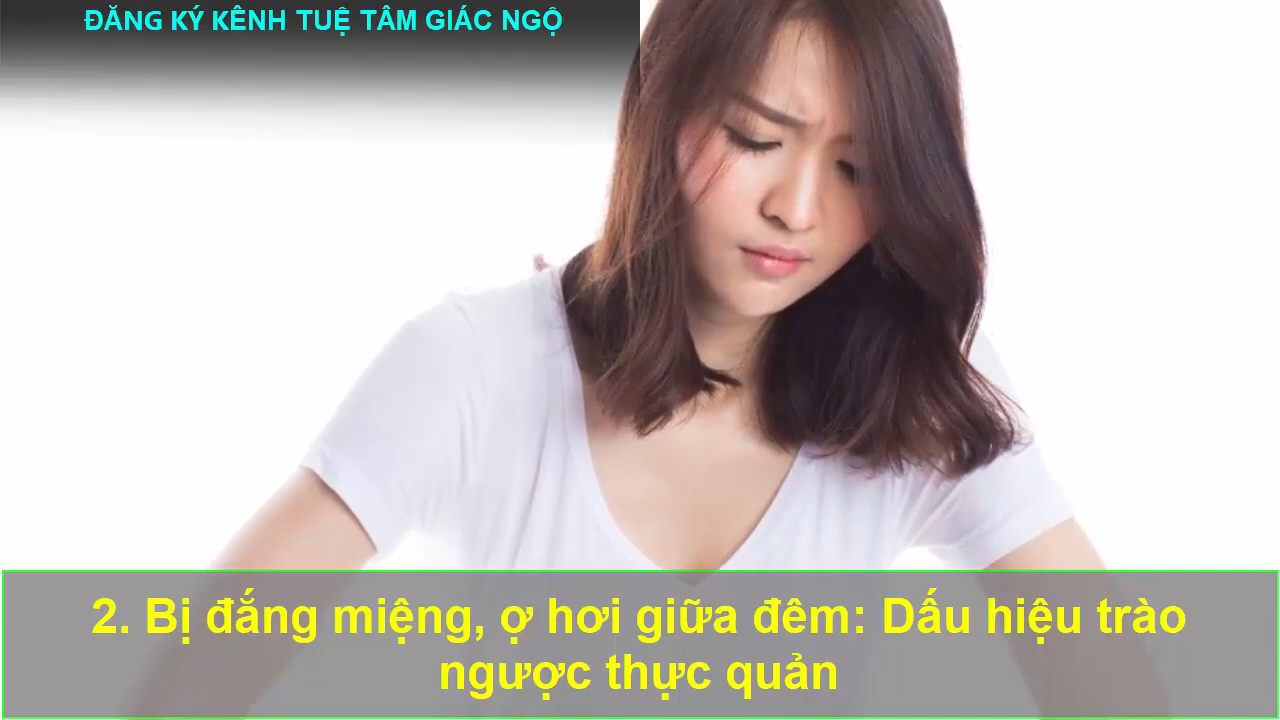 ĐĂNG KÝ KÊNH TUỆ TÂM GIÁC NGỘ
2. Bị đắng miệng, ợ hơi giữa đêm: Dấu hiệu trào
ngược thực quản